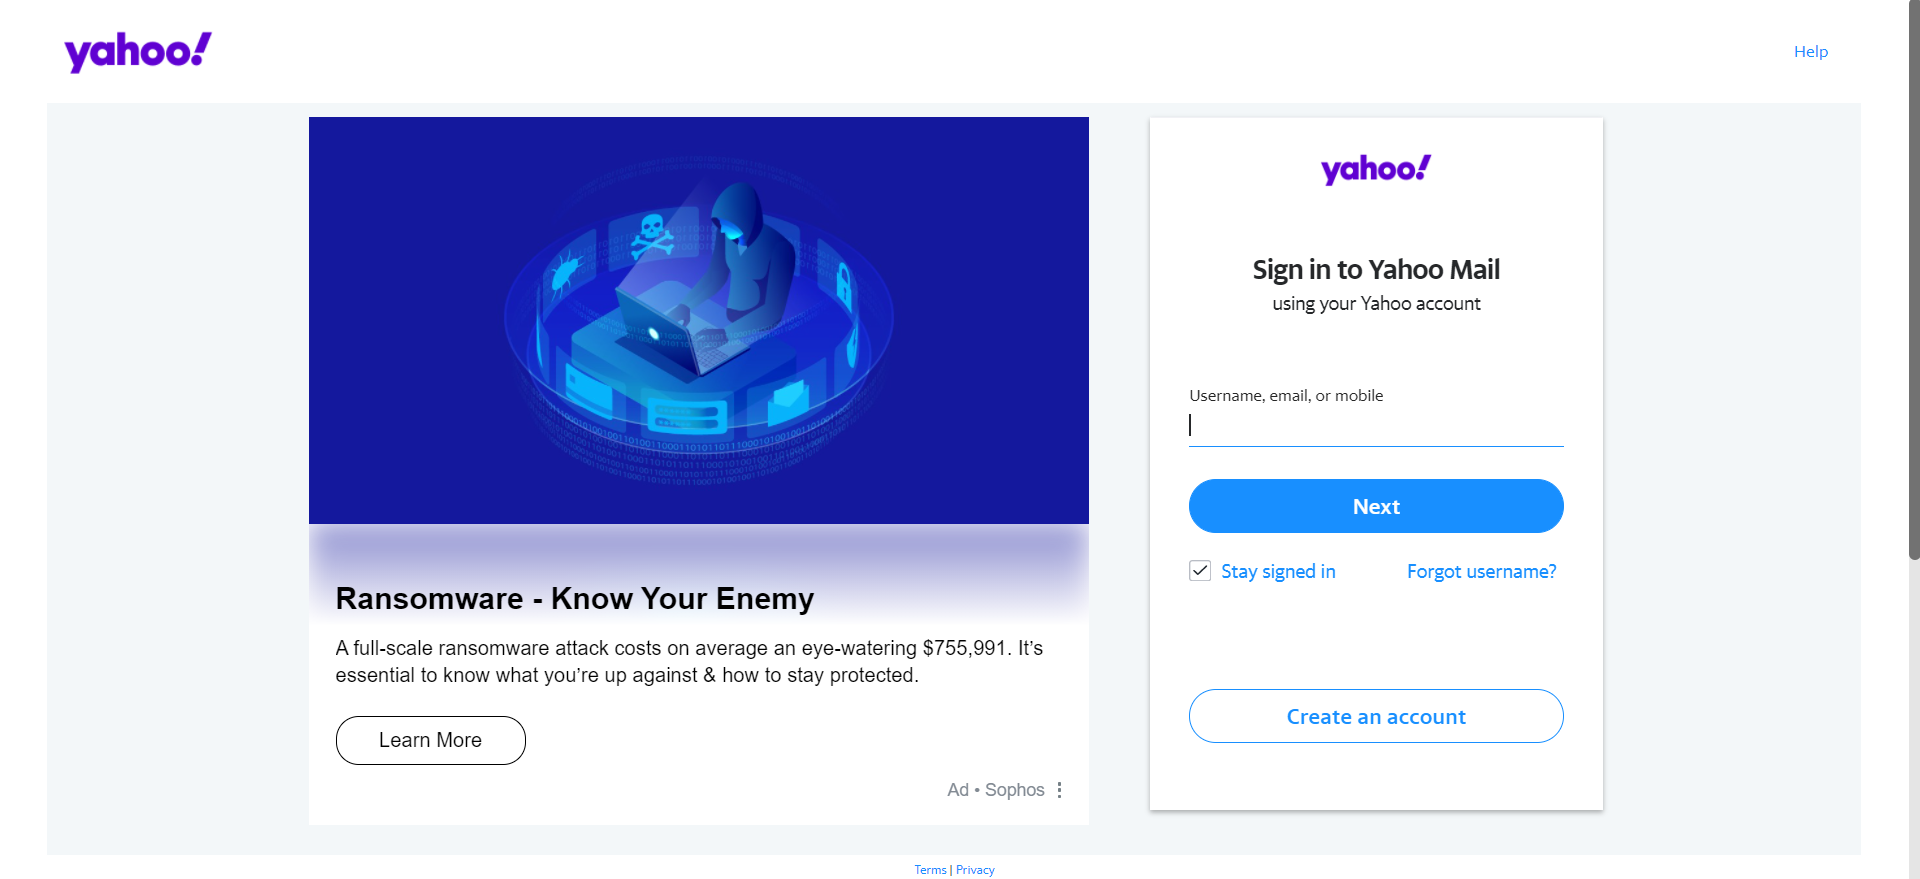 yahoo!
Help
Ransomware - Know Your Enemy
A full-scale ransomware attack costs on average an eye-watering $755,991. It’s
essential to know what you’re up against & how to stay protected.
Learn More
Ad • Sophos
yahoo!
Sign in to Yahoo Mail
using your Yahoo account
Username, email, or mobile
Next
Stay signed in
Forgot username?
Create an account
Terms | Privacy